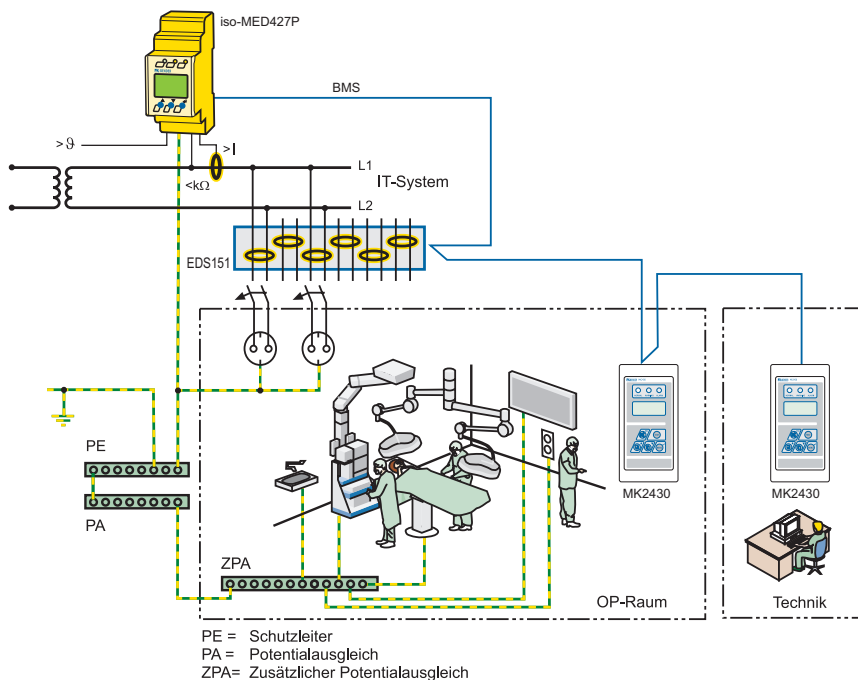 iso-MED427P
BMS
>ϑ
>I
L1
IT-System
<kΩ
L2
EDS151
PE
MK2430
MK2430
PA
ZPA
OP-Raum
Technik
PE = Schutzleiter
PA = Potentialausgleich
ZPA= Zusätzlicher Potentialausgleich